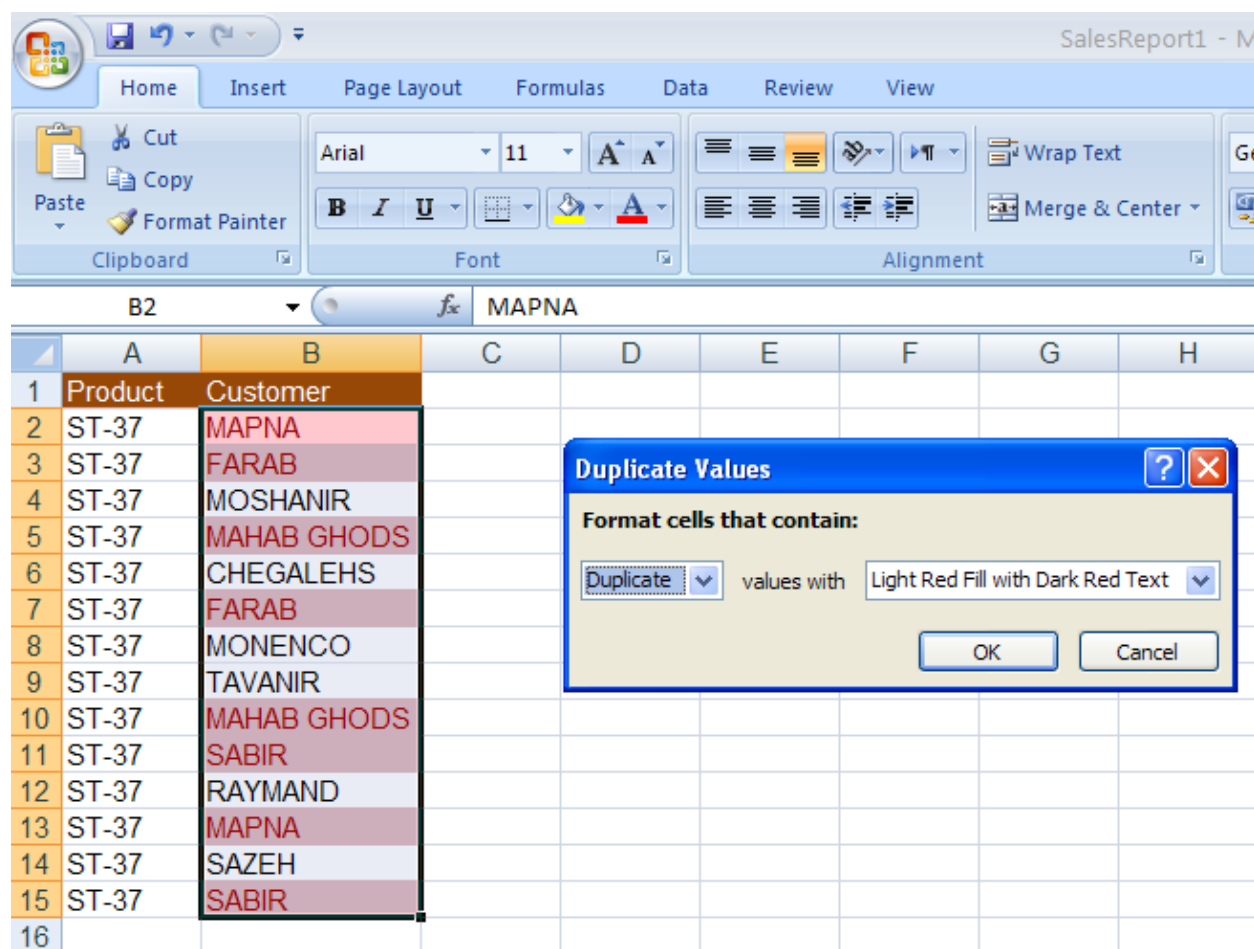 SalesReport1 - M
Home Insert Page Layout Formulas Data Review View
Cut
Copy
Paste
Format Painter
Clipboard
Arial 11 A A
B I U A
Font
Wrap Text
Merge & Center
Alignment
Ge
B2 fx MAPNA
A B C D E F G H
1 Product Customer
2 ST-37 MAPNA
3 ST-37 FARAB
4 ST-37 MOSHANIR
5 ST-37 MAHAB GHODS
6 ST-37 CHEGALEHS
7 ST-37 FARAB
8 ST-37 MONENCO
9 ST-37 TAVANIR
10 ST-37 MAHAB GHODS
11 ST-37 SABIR
12 ST-37 RAYMAND
13 ST-37 MAPNA
14 ST-37 SAZEH
15 ST-37 SABIR
16
Duplicate Values ?
Format cells that contain:
Duplicate values with Light Red Fill with Dark Red Text
OK Cancel